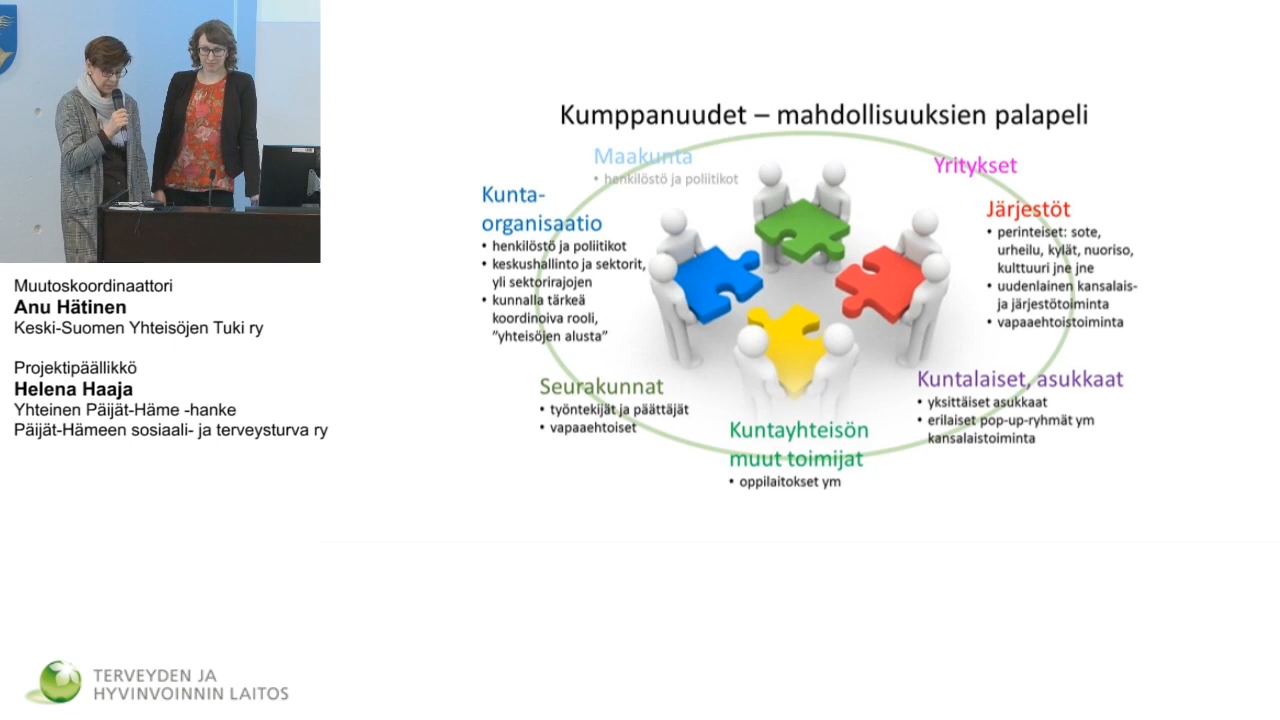 Muutoskoordinaattori
Anu Hätinen
Keski-Suomen Yhteisöjen Tuki ry
Projektipäällikkö
Helena Haaja
Yhteinen Päijät-Häme -hanke
Päijät-Hämeen sosiaali- ja terveysturva ry
Kumppanuudet – mahdollisuuksien palapeli
Maakunta
• henkilöstö ja poliitikot
Kunta-
organisaatio
• henkilöstö ja poliitikot
• keskushallinto ja sektorit,
yli sektorirajojen
• kunnalla tärkeä
koordinoiva rooli,
”yhteisöjen alusta”
Yritykset
Järjestöt
• perinteiset: sote,
urheilu, kylät, nuoriso,
kulttuuri jne jne
• uudenlainen kansalais-
ja järjestötoiminta
• vapaaehtoistoiminta
Seurakunnat
• työntekijät ja päättäjät
• vapaaehtoiset
Kuntayhteisön
muut toimijat
• oppilaitokset ym
Kuntalaiset, asukkaat
• yksittäiset asukkaat
• erilaiset pop-up-ryhmät ym
kansalaistoiminta
TERVEYDEN JA
HYVINVOINNIN LAITOS